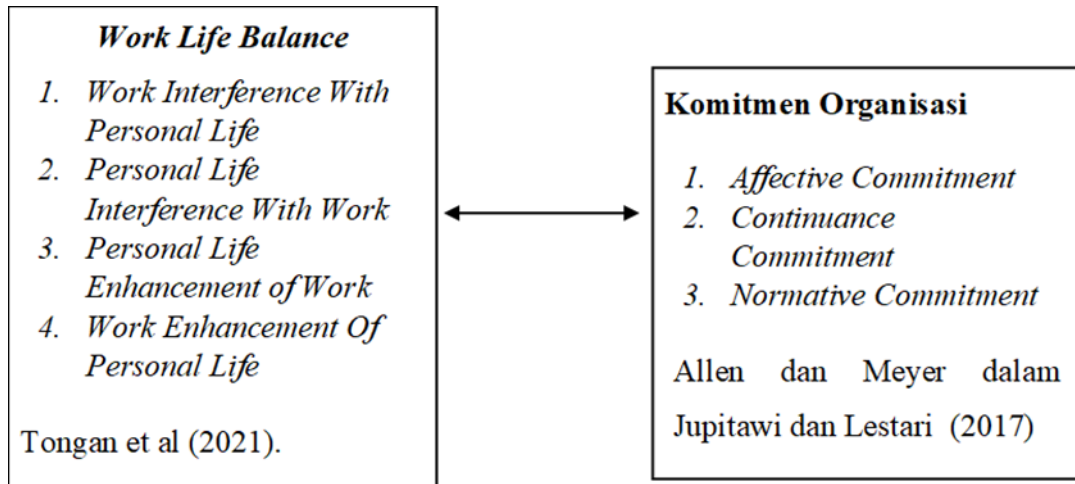 Work Life Balance
1. Work Interference With
Personal Life
2. Personal Life
Interference With Work
3. Personal Life
Enhancement of Work
4. Work Enhancement Of
Personal Life
Tongan et al (2021).
Komitmen Organisasi
1. Affective Commitment
2. Continuance
Commitment
3. Normative Commitment
Allen dan Meyer dalam
Jupitawi dan Lestari (2017)